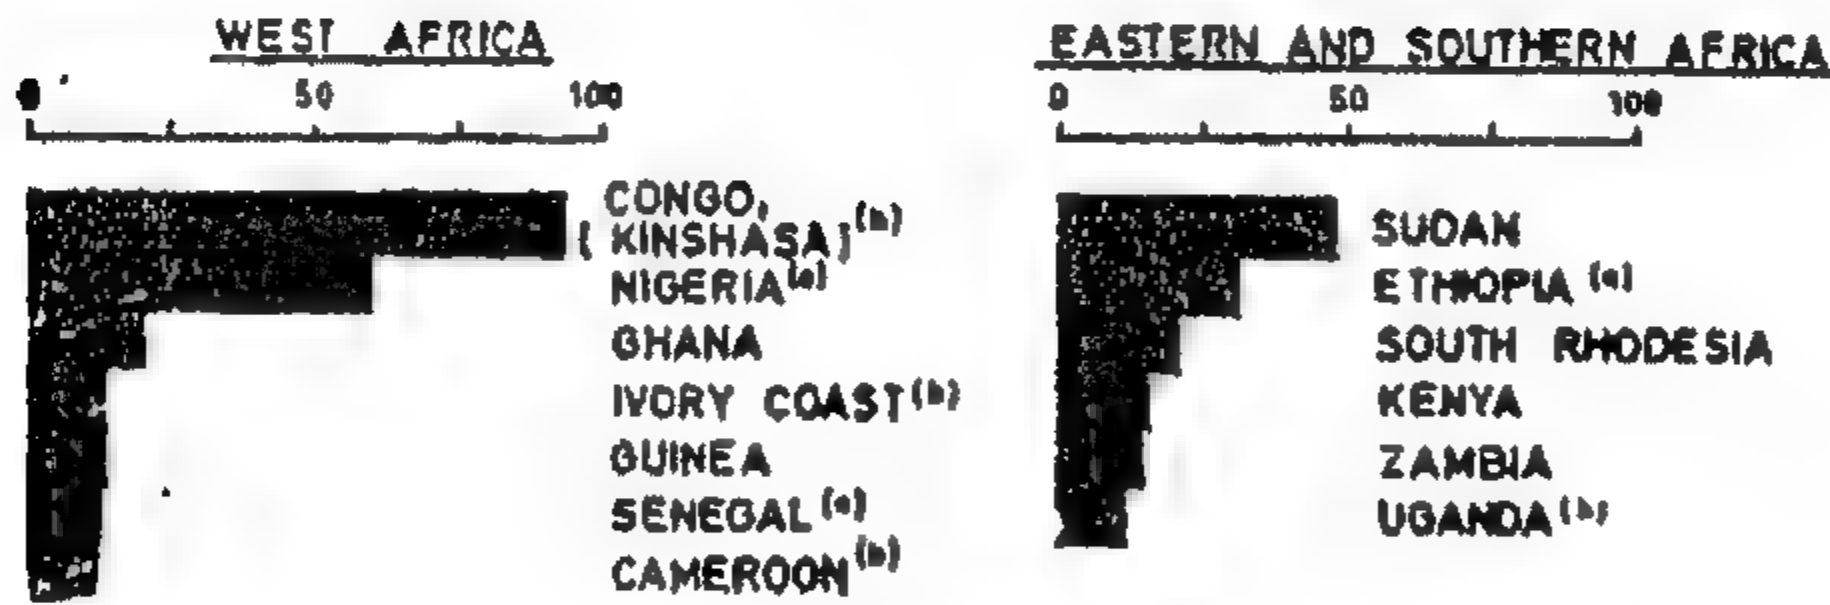 WEST AFRICA
0 50 100
CONGO,
( KINSHASA)(b)
NIGERIA(a)
GHANA
IVORY COAST(b)
GUINEA
SENEGAL(a)
CAMEROON(b)
EASTERN AND SOUTHERN AFRICA
0 50 100
SUDAN
ETHIOPIA (a)
SOUTH RHODESIA
KENYA
ZAMBIA
UGANDA(b)